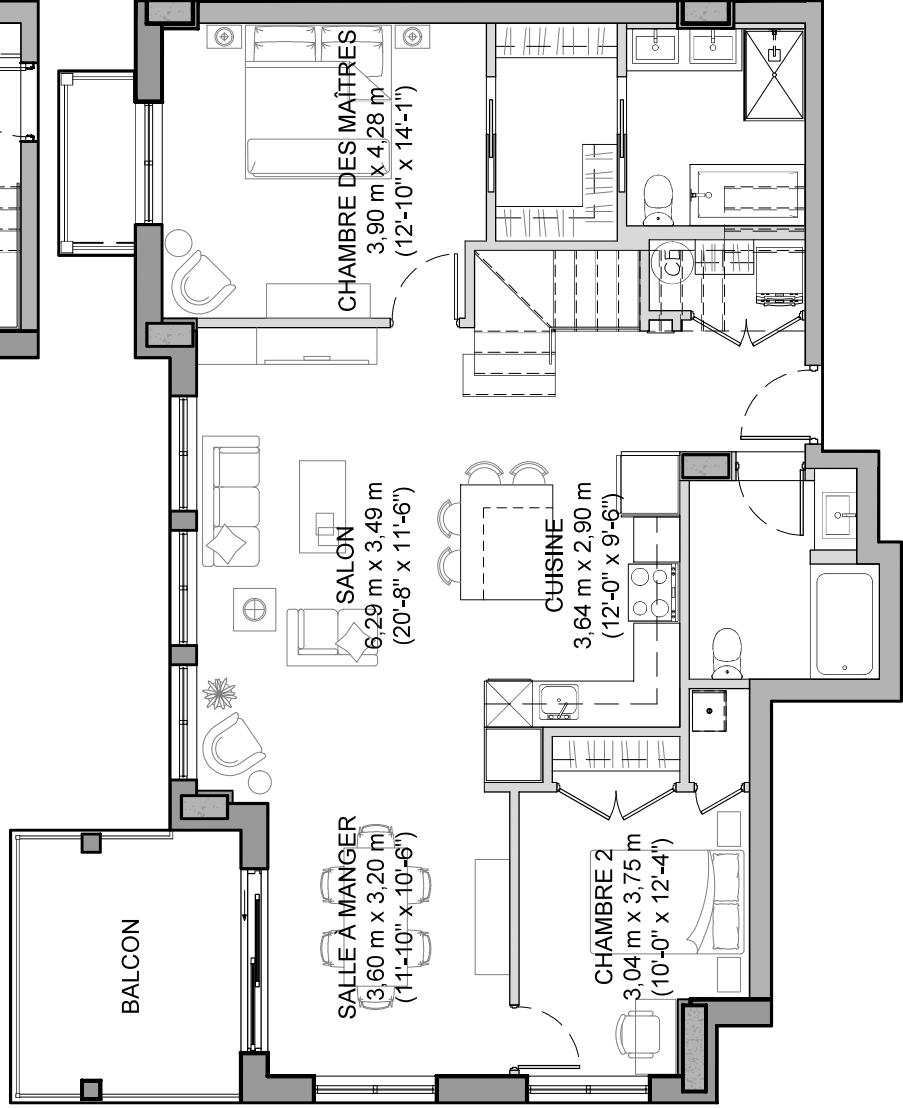 CHAMBRE DES MAÎTRES
3,90 m x 4,28 m
(12'-10" x 14'-1")
CF
SALON
6,29 m x 3,49 m
(20'-8" x 11'-6")
CUISINE
3,64 m x 2,90 m
(12'-0" x 9'-6")
SALLE À MANGER
3,60 m x 3,20 m
(11'-10" x 10'-6")
CHAMBRE 2
3,04 m x 3,75 m
(10'-0" x 12'-4")
BALCON